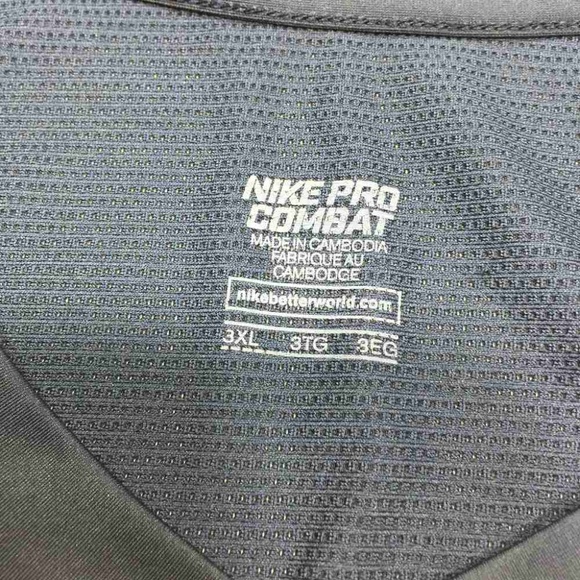 NIKE PRO
COMBAT
MADE IN CAMBODIA
FABRIQUE AU
CAMBODGE
nikebetterworld.com
3XL 3TG 3EG